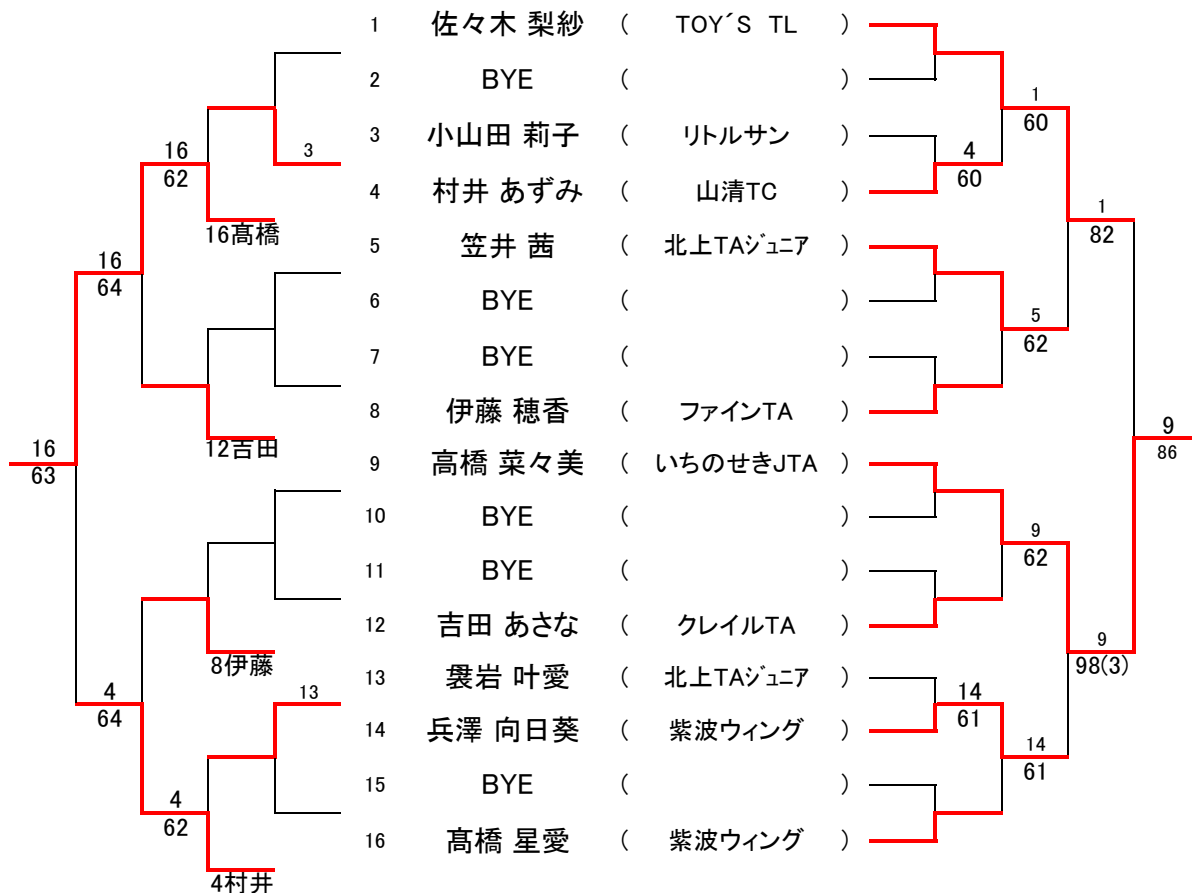 1 佐々木 梨紗 ( TOY´S TL )
2 BYE ( )
3 小山田 莉子 ( リトルサン )
4 村井 あずみ ( 山清TC )
5 笠井 茜 ( 北上TAジュニア )
6 BYE ( )
7 BYE ( )
8 伊藤 穂香 ( ファインTA )
9 高橋 菜々美 ( いちのせきJTA )
10 BYE ( )
11 BYE ( )
12 吉田 あさな ( クレイルTA )
13 袰岩 叶愛 ( 北上TAジュニア )
14 兵澤 向日葵 ( 紫波ウィング )
15 BYE ( )
16 髙橋 星愛 ( 紫波ウィング )
3
16
62
16髙橋
16
64
12吉田
16
63
8伊藤
13
4
64
4
62
4村井
4
60
1
60
1
82
5
62
9
86
9
62
9
98(3)
14
61
14
61